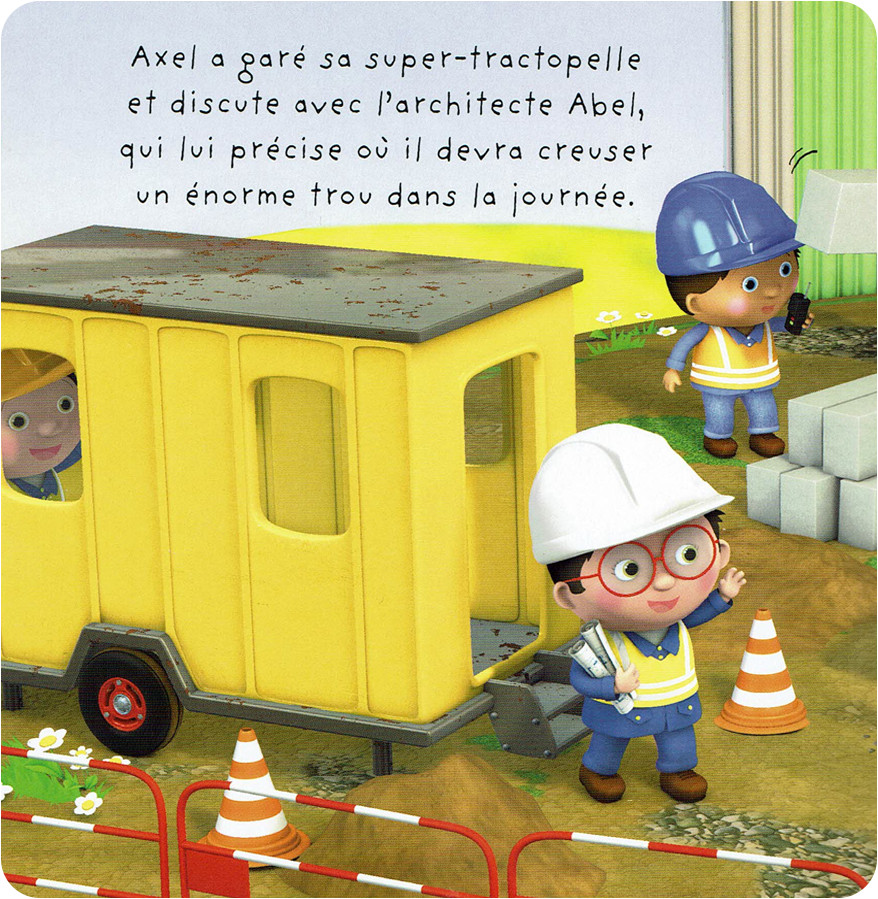 Axel a garé sa super-tractopelle
et discute avec l'architecte Abel,
qui lui précise où il devra creuser
un énorme trou dans la journée.